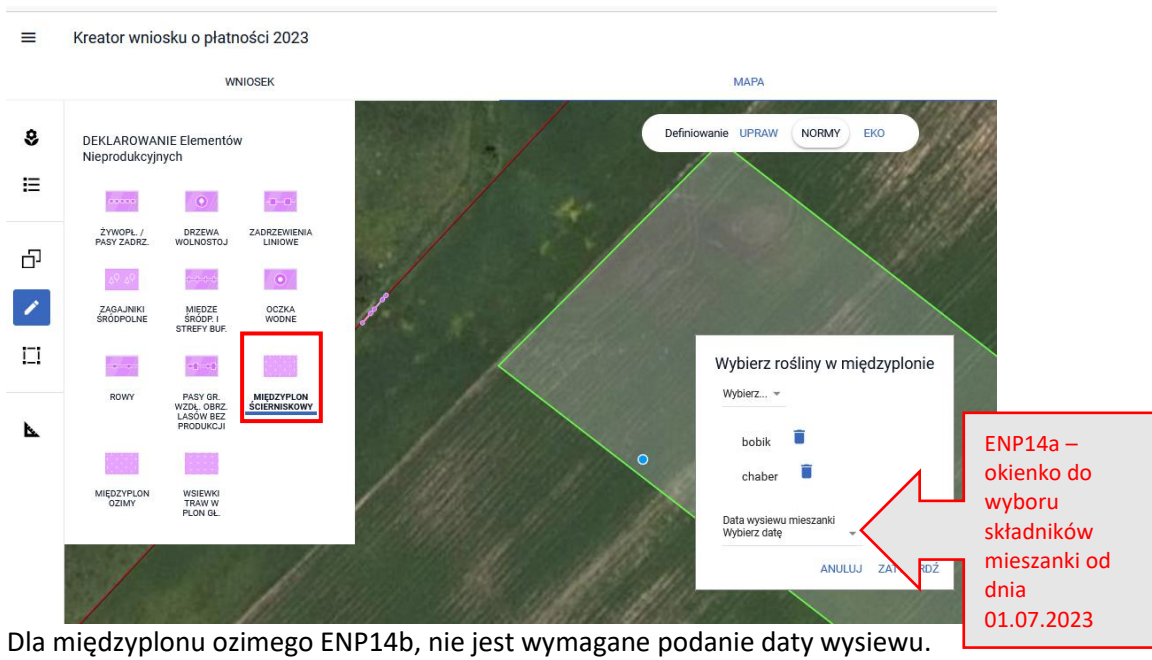 Kreator wniosku o płatności 2023
WNIOSEK
MAPA
DEKLAROWANIE Elementów
Nieprodukcyjnych
ŻYWOPŁ. /
PASY ZADRZ.
DRZEWA
WOLNOSTOJ
ZADRZEWIENIA
LINIOWE
ZAGAJNIKI
ŚRÓDPOLNE
MIĘDZE
ŚRÓDP. I
STREFY BUF.
OCZKA
WODNE
ROWY
PASY GR.
WZDŁ. OBRZ.
LASÓW BEZ
PRODUKCJI
MIĘDZYPLON
ŚCIERNISKOWY
MIĘDZYPLON
OZIMY
WSIEWKI
TRAW W
PLON GŁ.
Definiowanie UPRAW NORMY EKO
Wybierz rośliny w międzyplonie
Wybierz...
bobik
chaber
Data wysiewu mieszanki
Wybierz datę
ANULUJ ZAT RDŹ
ENP14a –
okienko do
wyboru
składników
mieszanki od
dnia
01.07.2023
Dla międzyplonu ozimego ENP14b, nie jest wymagane podanie daty wysiewu.